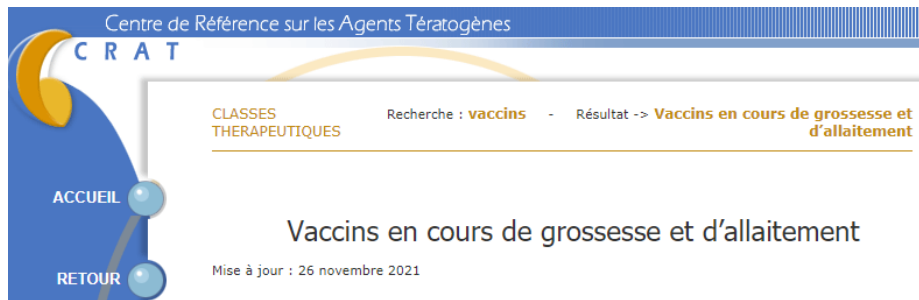 Centre de Référence sur les Agents Tératogènes
C R A T
CLASSES
THERAPEUTIQUES
Recherche : vaccins - Résultat -> Vaccins en cours de grossesse et
d'allaitement
ACCUEIL
Vaccins en cours de grossesse et d’allaitement
Mise à jour : 26 novembre 2021
RETOUR